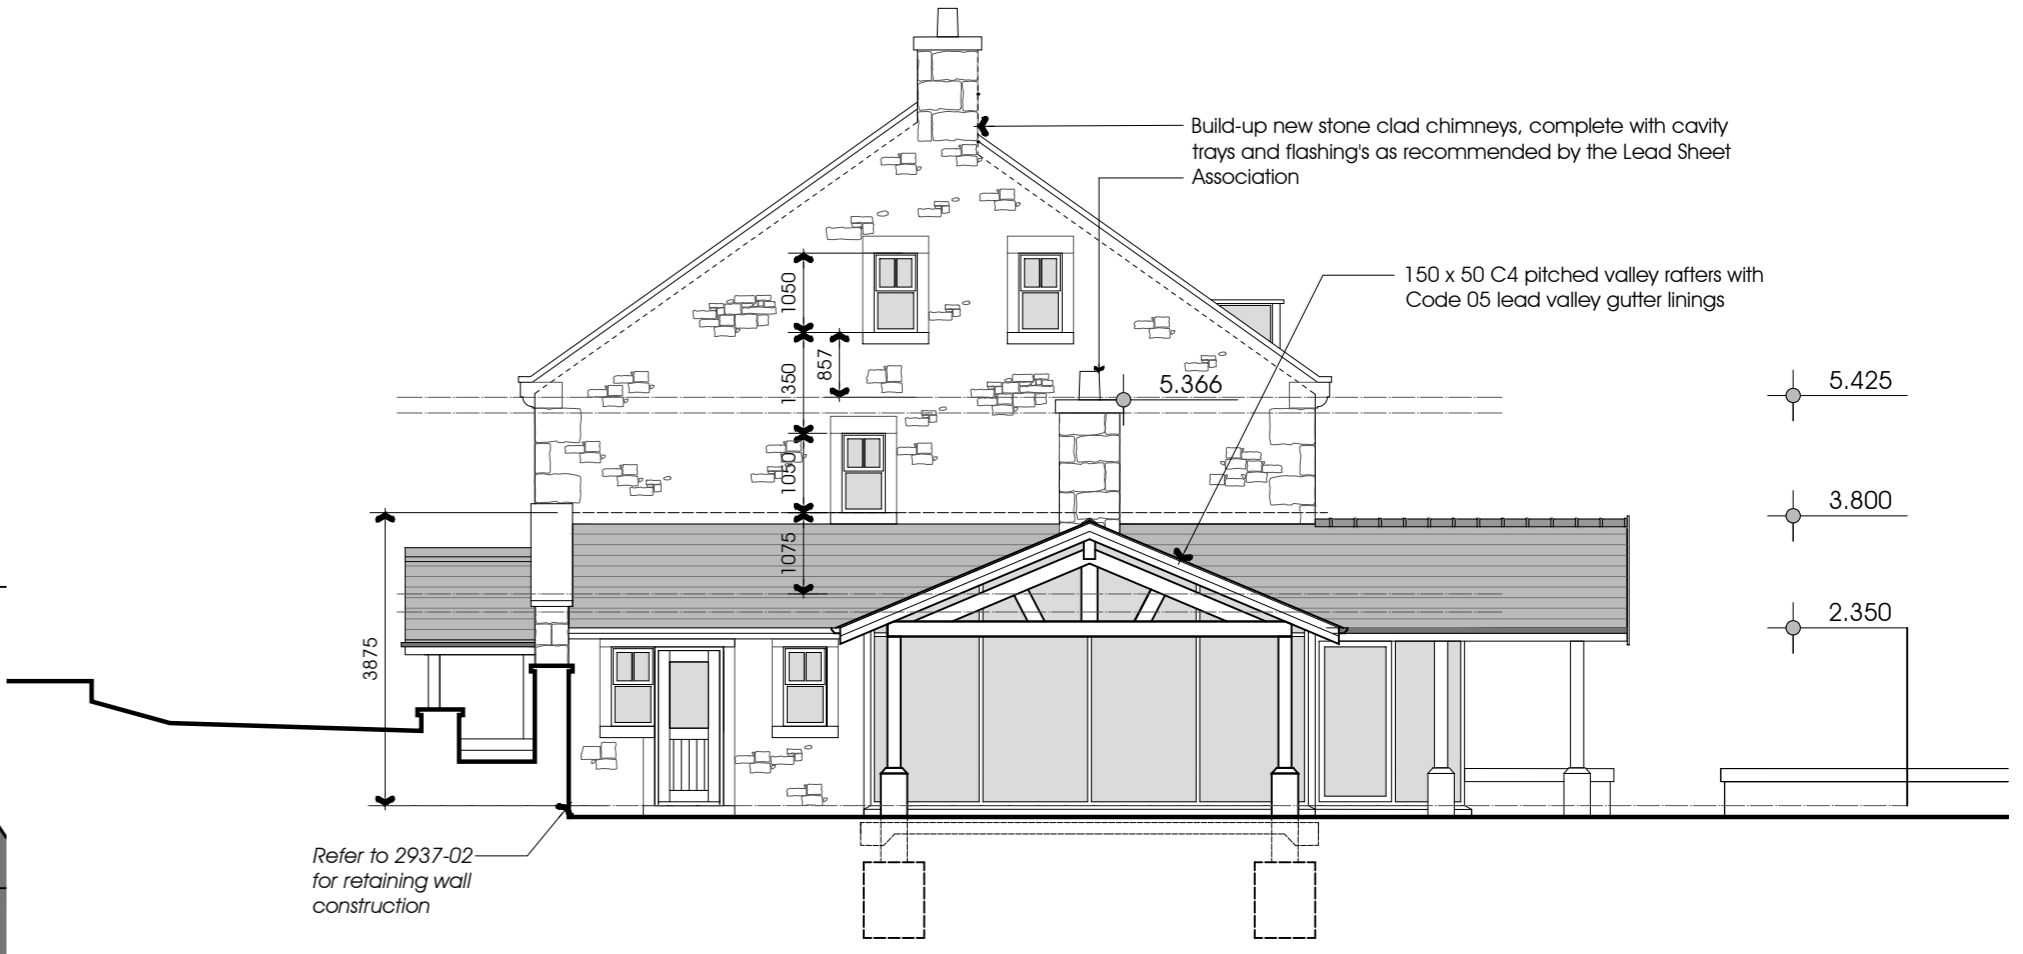 Build-up new stone clad chimneys, complete with cavity
trays and flashing's as recommended by the Lead Sheet
Association
150 x 50 C4 pitched valley rafters with
Code 05 lead valley gutter linings
1050
857
1350
5.366
5.425
1050
3.800
1075
2.350
3875
Refer to 2937-02
for retaining wall
construction